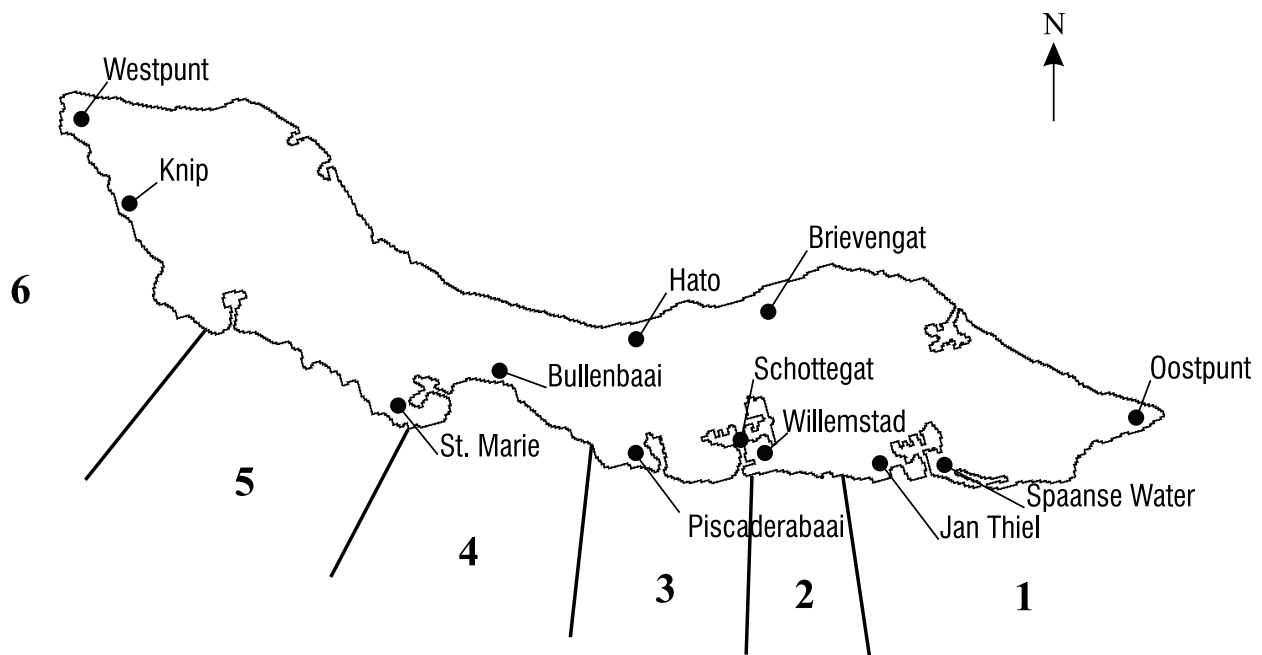 N
Westpunt
Knip
Brievengat
Hato
6
Schottegat
Oostpunt
Bullenbaai
Willemstad
St. Marie
5
Spaanse Water
Piscaderabaai
Jan Thiel
4
3
2
1